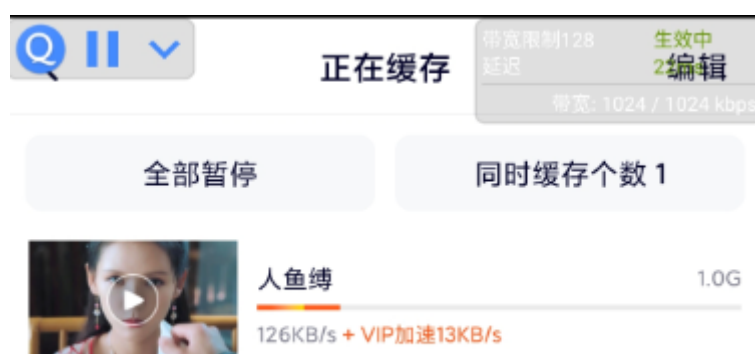 带宽限制128 生效中
正在缓存
延迟
编辑
带宽: 1024 / 1024 kbps
全部暂停 同时缓存个数 1
人鱼缚 1.0G
126KB/s + VIP加速13KB/s